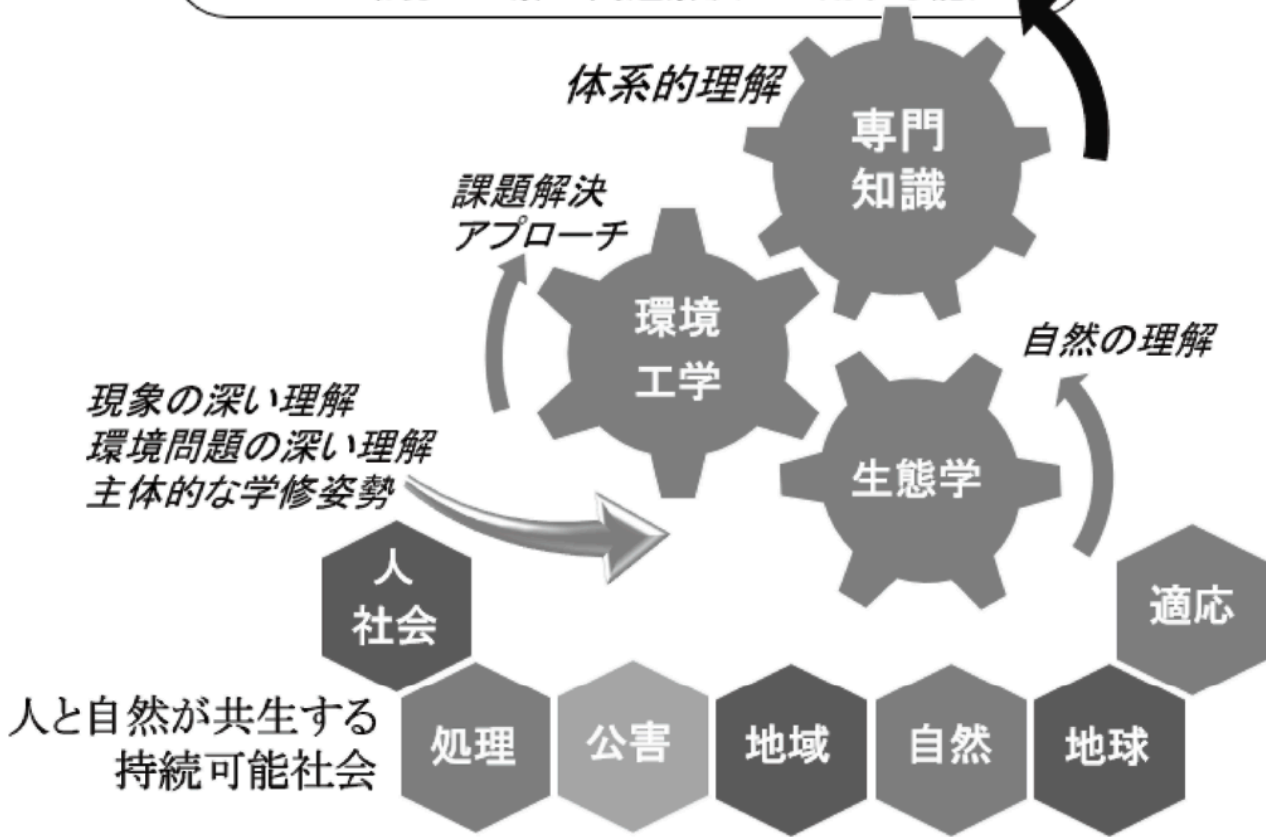 体系的理解
専門
知識
課題解決
アプローチ
環境
工学
自然の理解
現象の深い理解
環境問題の深い理解
主体的な学修姿勢
生態学
人
社会
適応
人と自然が共生する
持続可能社会
処理
公害
地域
自然
地球